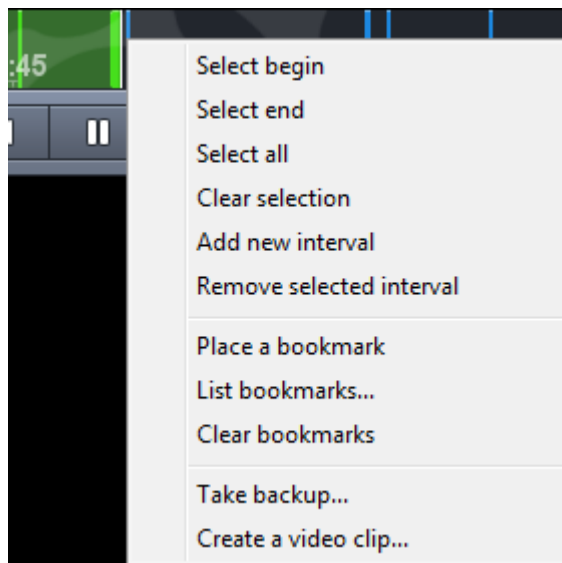 :45
Select begin
Select end
Select all
Clear selection
Add new interval
Remove selected interval
Place a bookmark
List bookmarks...
Clear bookmarks
Take backup...
Create a video clip...